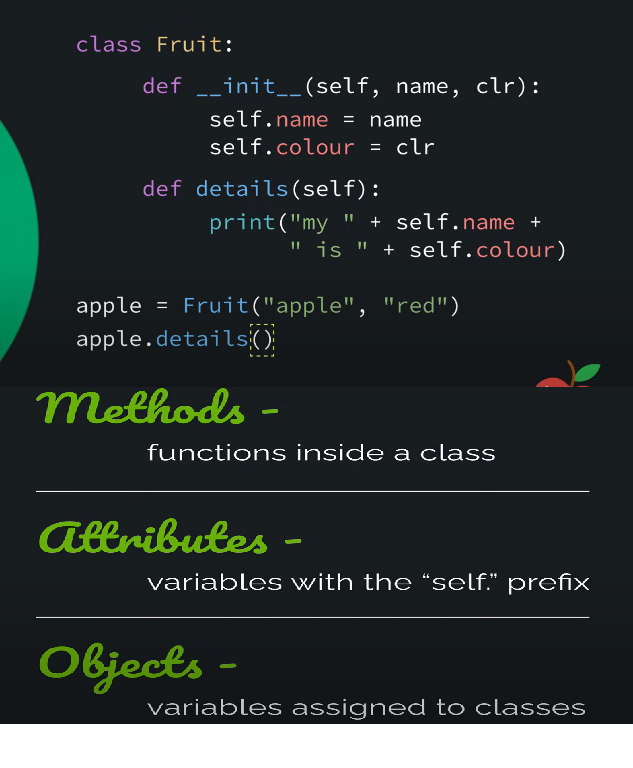 class Fruit:
def __init__(self, name, clr):
self.name = name
self.colour = clr
def details(self):
print("my " + self.name +
" is " + self.colour)
apple = Fruit("apple", "red")
apple.details()
Methods -
functions inside a class
Attributes -
variables with the “self.” prefix
Objects -
variables assigned to classes